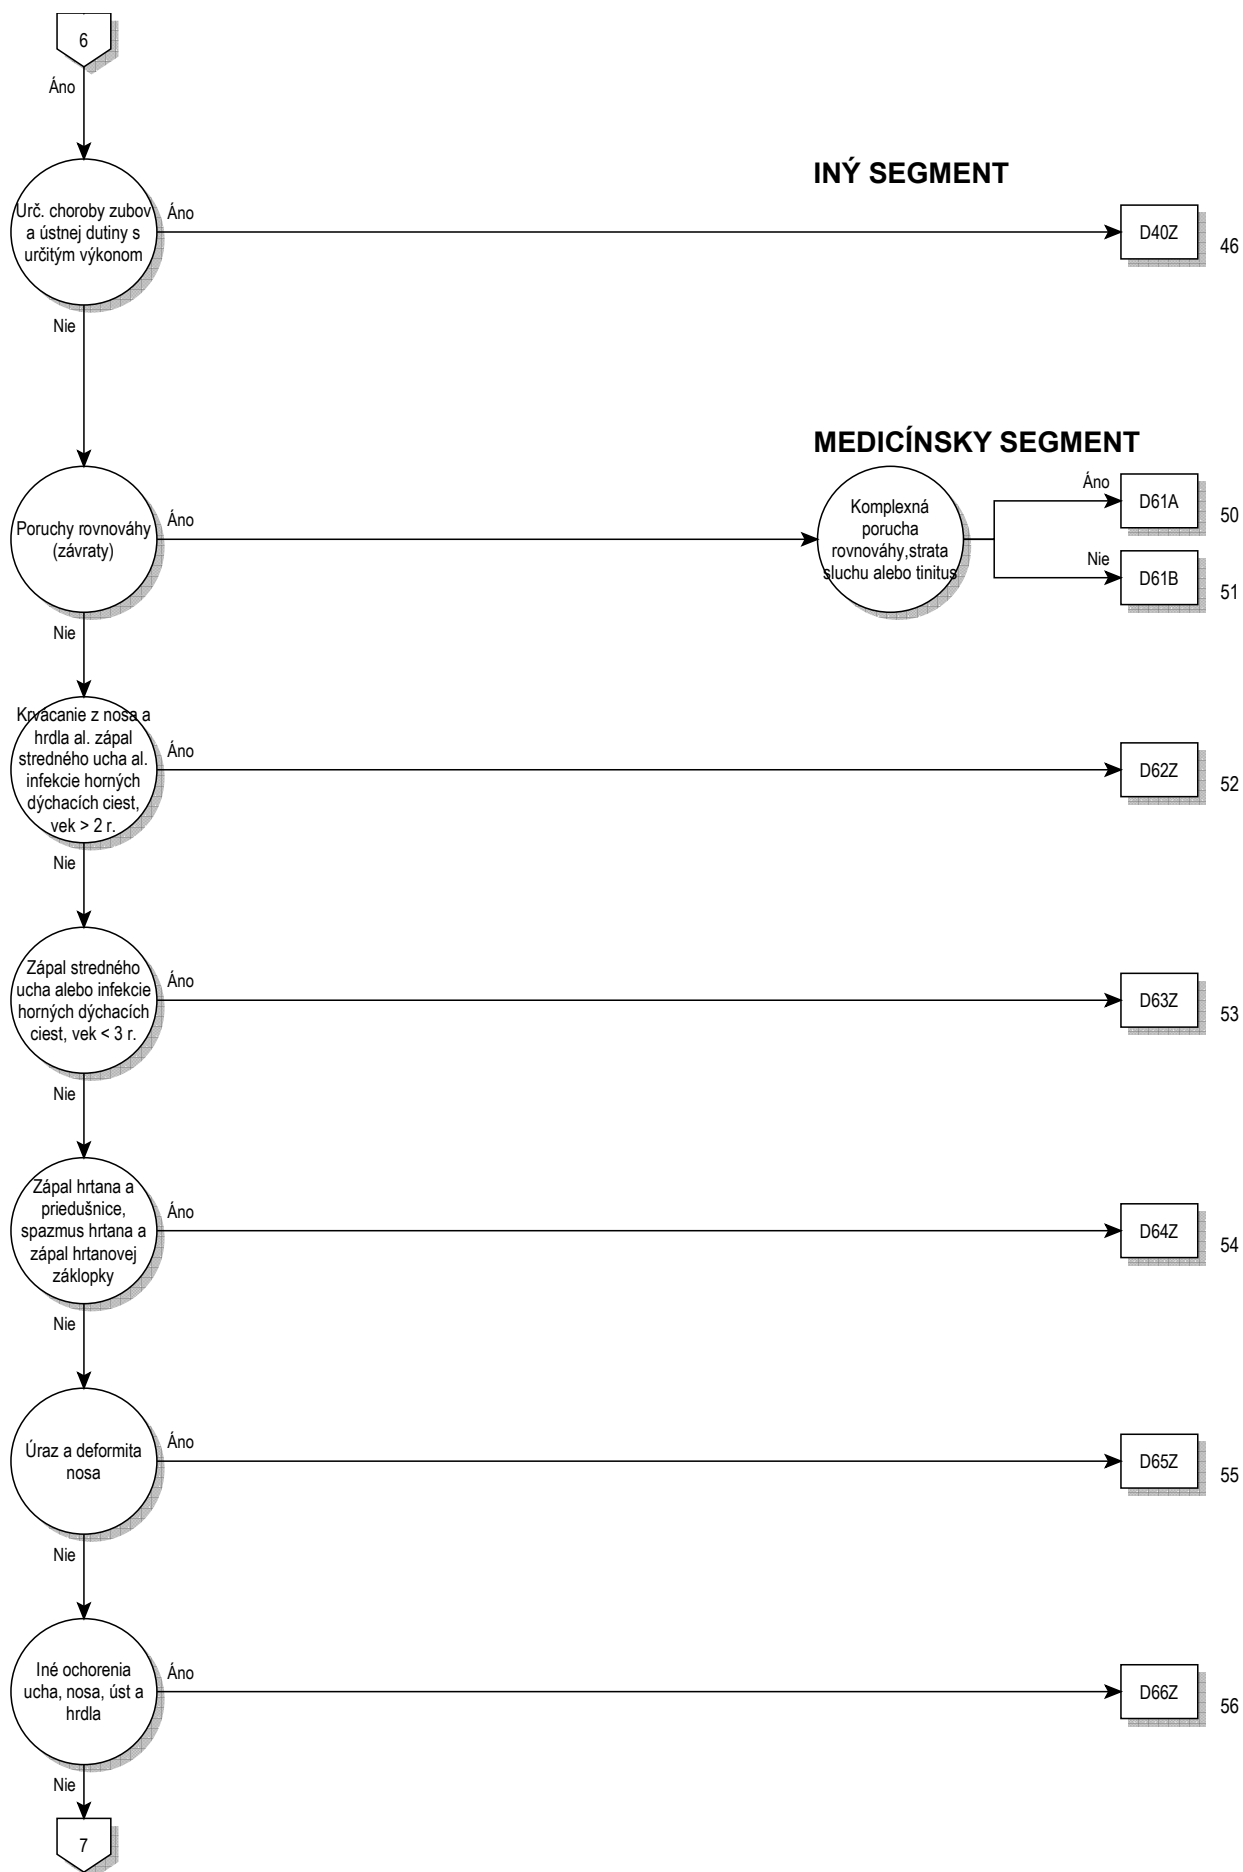 6
Áno
INÝ SEGMENT
Urč. choroby zubov
a ústnej dutiny s
určitým výkonom
Áno
D40Z
46
Nie
MEDICÍNSKY SEGMENT
Poruchy rovnováhy
(závraty)
Áno
Komplexná
porucha
rovnováhy,strata
sluchu alebo tinitus
Áno
D61A
50
Nie
D61B
51
Nie
Krvácanie z nosa a
hrdla al. zápal
stredného ucha al.
infekcie horných
dýchacích ciest,
vek > 2 r.
Áno
D62Z
52
Nie
Zápal stredného
ucha alebo infekcie
horných dýchacích
ciest, vek < 3 r.
Áno
D63Z
53
Nie
Zápal hrtana a
priedušnice,
spazmus hrtana a
zápal hrtanovej
záklopky
Áno
D64Z
54
Nie
Úraz a deformita
nosa
Áno
D65Z
55
Nie
Iné ochorenia
ucha, nosa, úst a
hrdla
Áno
D66Z
56
Nie
7